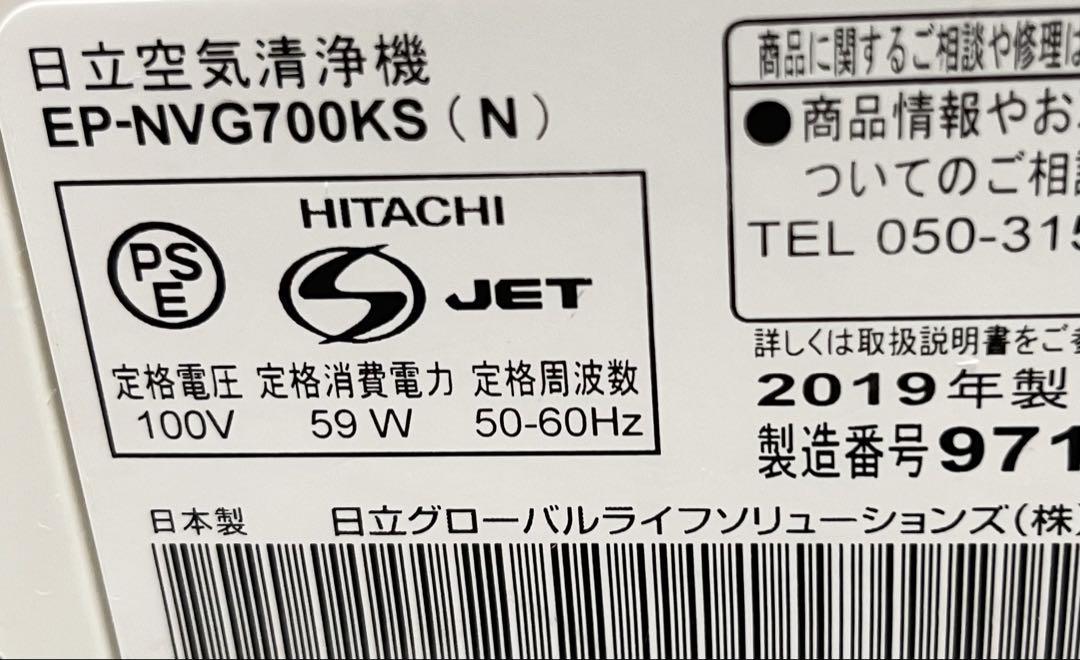 日立空気清浄機
EP-NVG700KS（N）
PS
E
HITACHI
JET
定格電圧 定格消費電力 定格周波数
100V 59 W 50-60Hz
商品に関するご相談や修理は
●商品情報やお
ついてのご相
TEL 050-315
詳しくは取扱説明書をご
2019年製
製造番号971
日本製 日立グローバルライフソリューションズ(株)